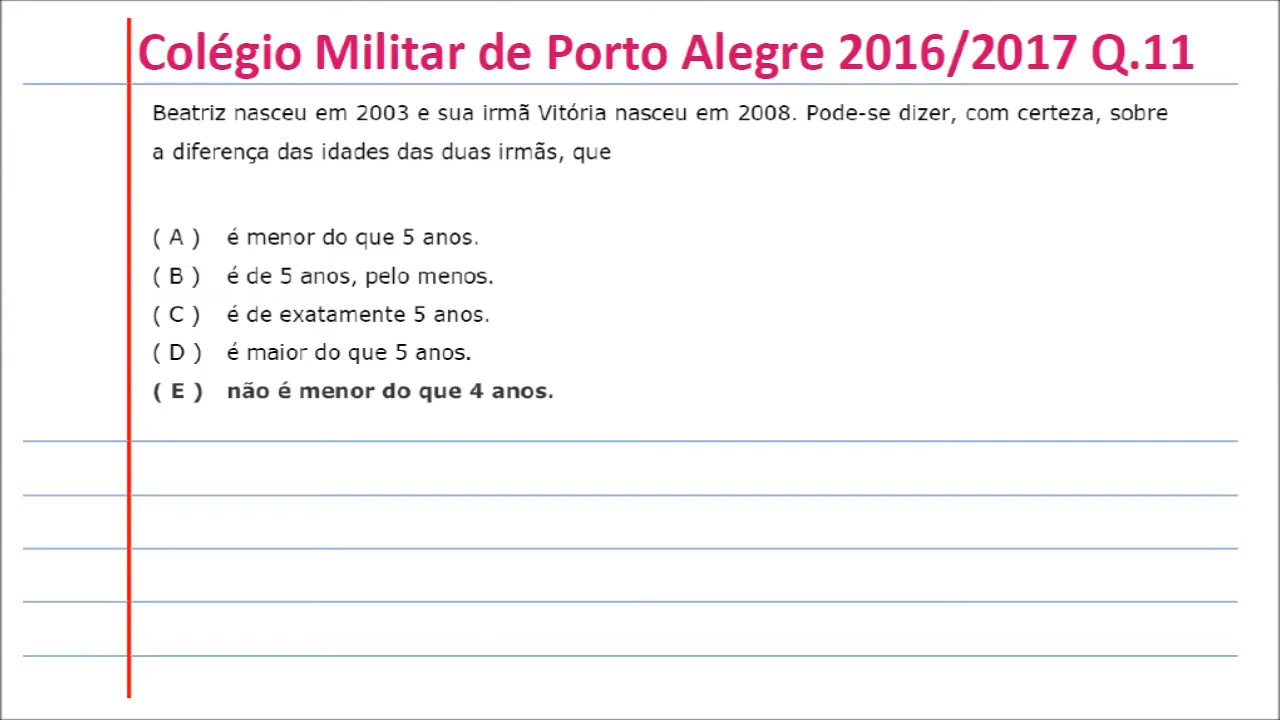 Colégio Militar de Porto Alegre 2016/2017 Q.11
Beatriz nasceu em 2003 e sua irmã Vitória nasceu em 2008. Pode-se dizer, com certeza, sobre
a diferença das idades das duas irmãs, que
( A ) é menor do que 5 anos.
( B ) é de 5 anos, pelo menos.
( C ) é de exatamente 5 anos.
( D ) é maior do que 5 anos.
( E ) não é menor do que 4 anos.